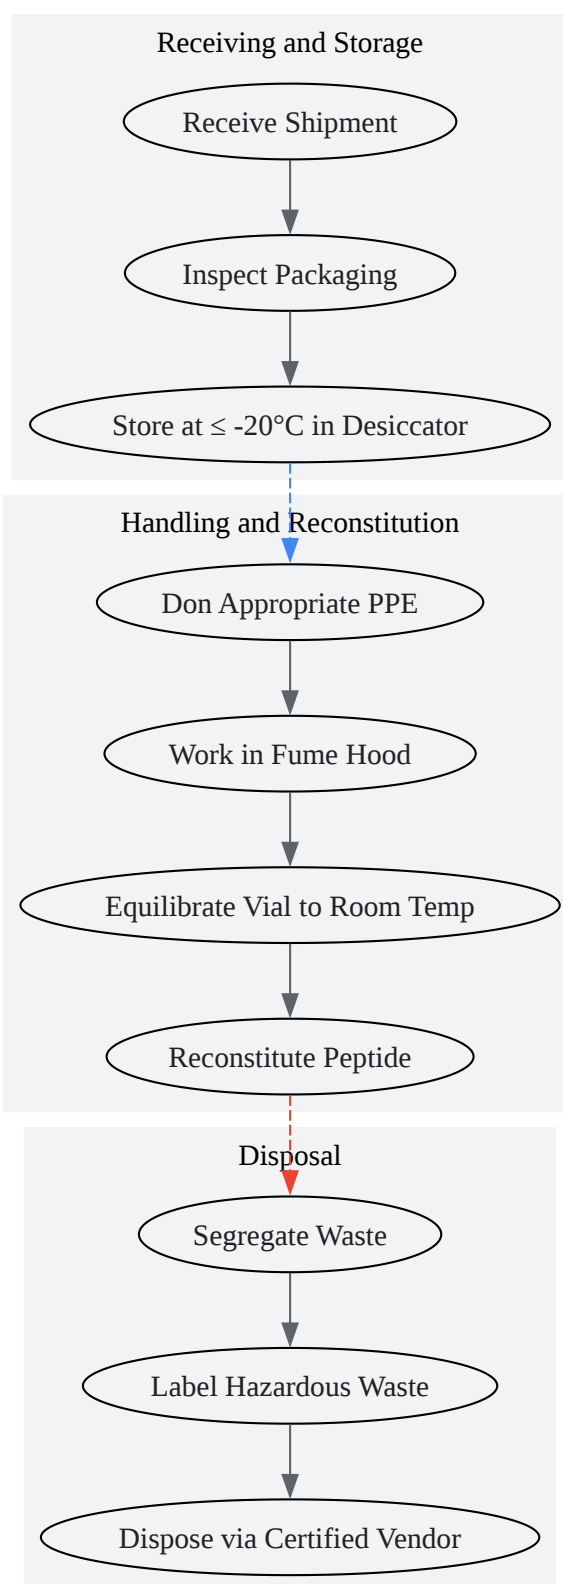 Receiving and Storage
Receive Shipment
Inspect Packaging
Store at ≤ -20°C in Desiccator
Handling and Reconstitution
Don Appropriate PPE
Work in Fume Hood
Equilibrate Vial to Room Temp
Reconstitute Peptide
Disposal
Segregate Waste
Label Hazardous Waste
Dispose via Certified Vendor